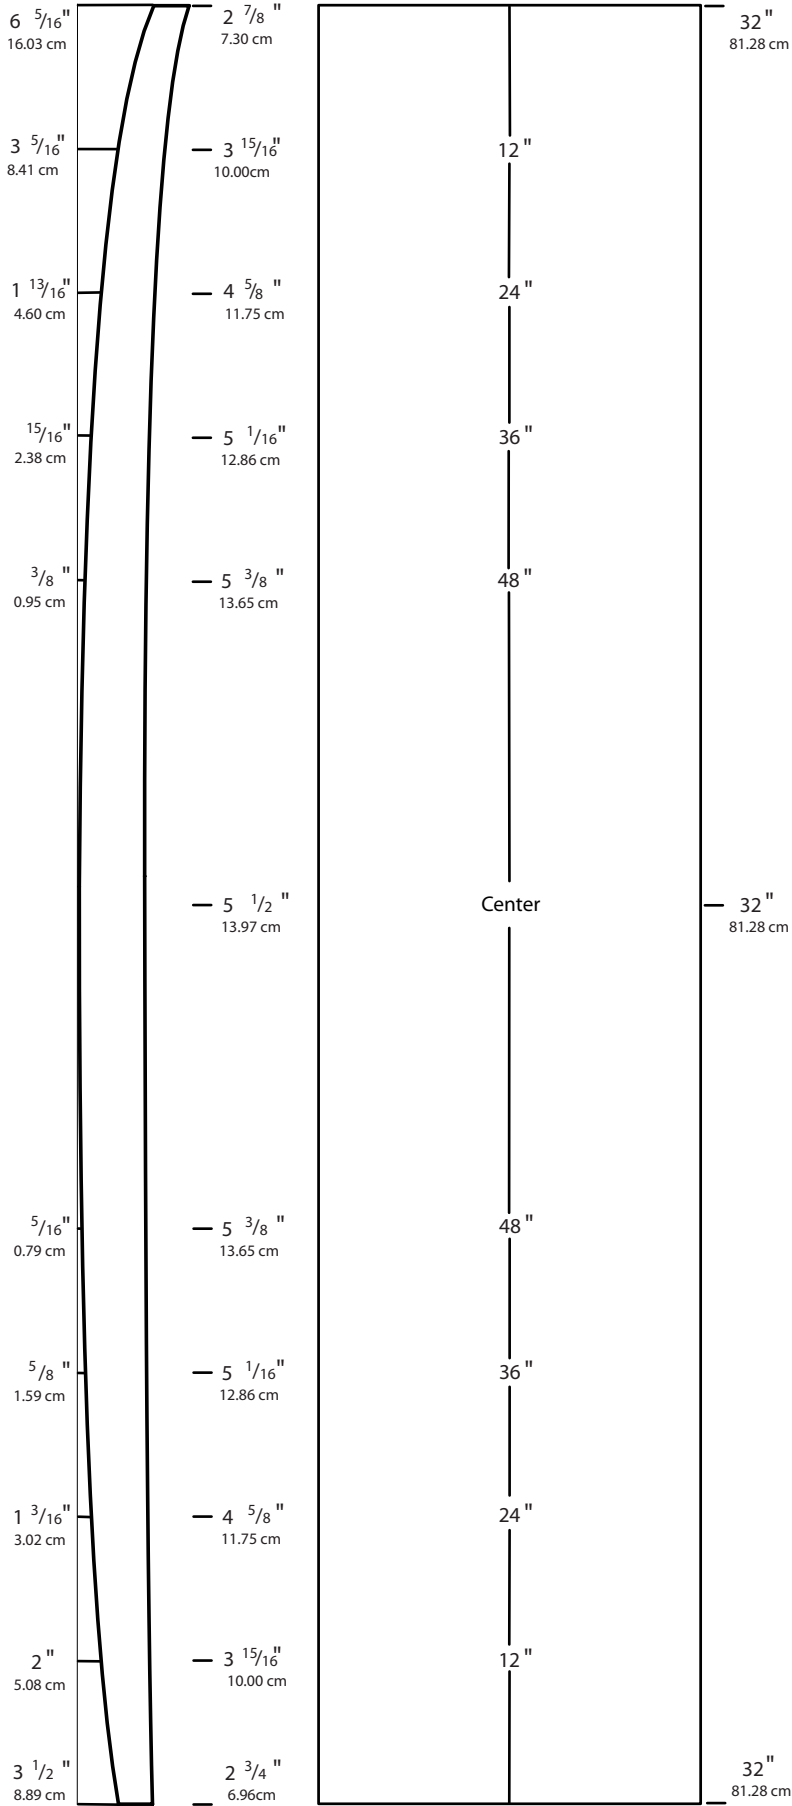 6 5/16"
16.03 cm
2 7/8 "
7.30 cm
32"
81.28 cm
3 5/16"
8.41 cm
3 15/16"
10.00cm
12 "
1 13/16"
4.60 cm
4 5/8 "
11.75 cm
24 "
15/16"
2.38 cm
5 1/16"
12.86 cm
36 "
3/8 "
0.95 cm
5 3/8 "
13.65 cm
48 "
5 1/2 "
13.97 cm
Center
32 "
81.28 cm
5/16"
0.79 cm
5 3/8 "
13.65 cm
48 "
5/8 "
1.59 cm
5 1/16"
12.86 cm
36 "
1 3/16"
3.02 cm
4 5/8 "
11.75 cm
24 "
2 "
5.08 cm
3 15/16"
10.00 cm
12 "
3 1/2 "
8.89 cm
2 3/4 "
6.96cm
32"
81.28 cm